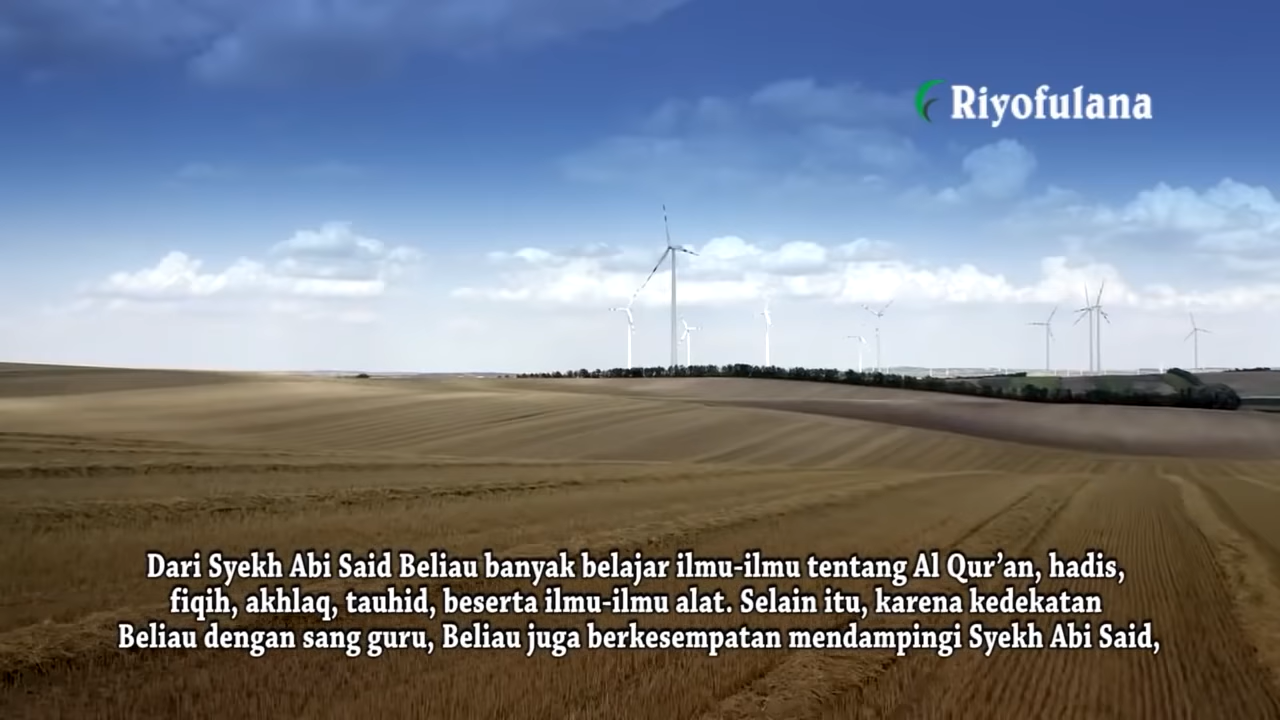 Riyofulana
Dari Syekh Abi Said Beliau banyak belajar ilmu-ilmu tentang Al Qur’an, hadis,
fiqih, akhlaq, tauhid, beserta ilmu-ilmu alat. Selain itu, karena kedekatan
Beliau dengan sang guru, Beliau juga berkesempatan mendampingi Syekh Abi Said,